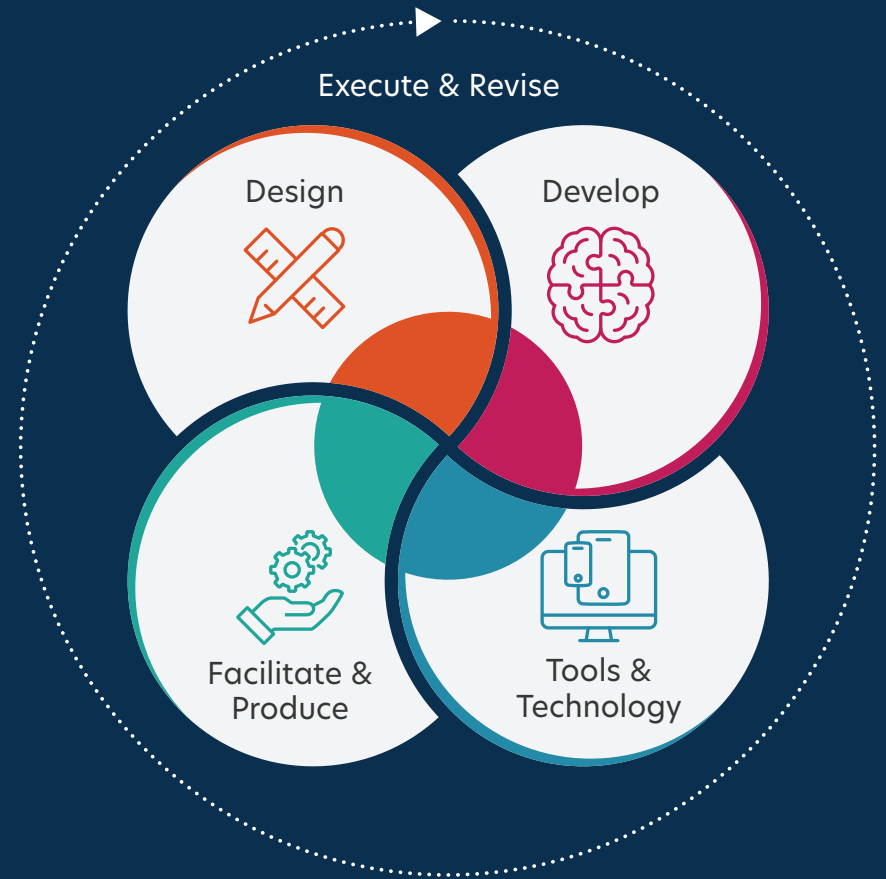 Execute & Revise
Design
Develop
Facilitate &
Produce
Tools &
Technology